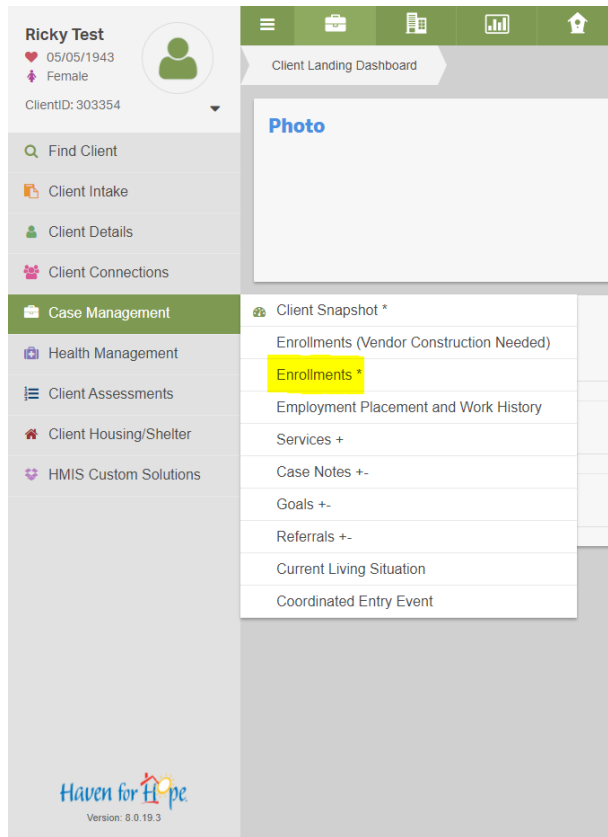 Ricky Test
05/05/1943
Female
ClientID: 303354
Find Client
Client Intake
Client Details
Client Connections
Case Management
Health Management
Client Assessments
Client Housing/Shelter
HMIS Custom Solutions
Haven for Hope
Version: 8.0.19.3
Client Landing Dashboard
Photo
Client Snapshot *
Enrollments (Vendor Construction Needed)
Enrollments *
Employment Placement and Work History
Services +
Case Notes +-
Goals +-
Referrals +-
Current Living Situation
Coordinated Entry Event